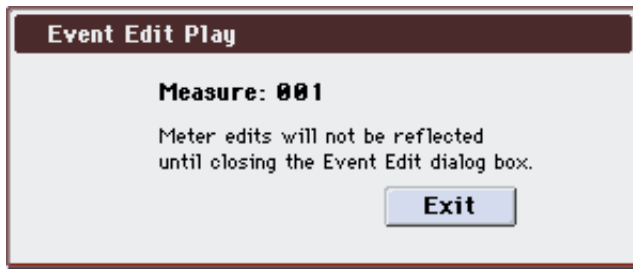 Event Edit Play
Measure: 001
Meter edits will not be reflected
until closing the Event Edit dialog box.
Exit